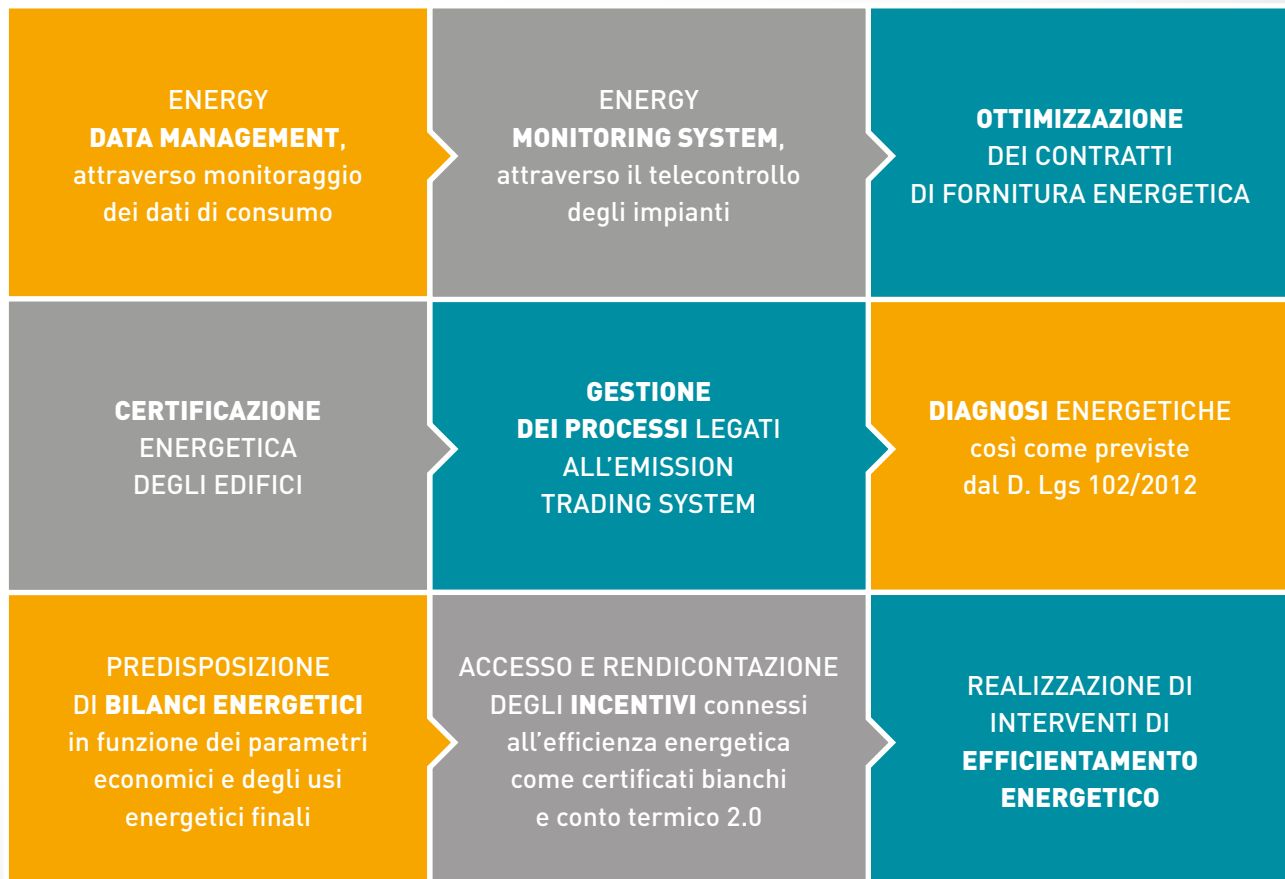 ENERGY
DATA MANAGEMENT,
attraverso monitoraggio
dei dati di consumo
ENERGY
MONITORING SYSTEM,
attraverso il telecontrollo
degli impianti
OTTIMIZZAZIONE
DEI CONTRATTI
DI FORNITURA ENERGETICA
CERTIFICAZIONE
ENERGETICA
DEGLI EDIFICI
GESTIONE
DEI PROCESSI LEGATI
ALL’EMISSION
TRADING SYSTEM
DIAGNOSI ENERGETICHE
così come previste
dal D. Lgs 102/2012
PREDISPOSIZIONE
DI BILANCI ENERGETICI
in funzione dei parametri
economici e degli usi
energetici finali
ACCESSO E RENDICONTAZIONE
DEGLI INCENTIVI connessi
all’efficienza energetica
come certificati bianchi
e conto termico 2.0
REALIZZAZIONE DI
INTERVENTI DI
EFFICIENTAMENTO
ENERGETICO